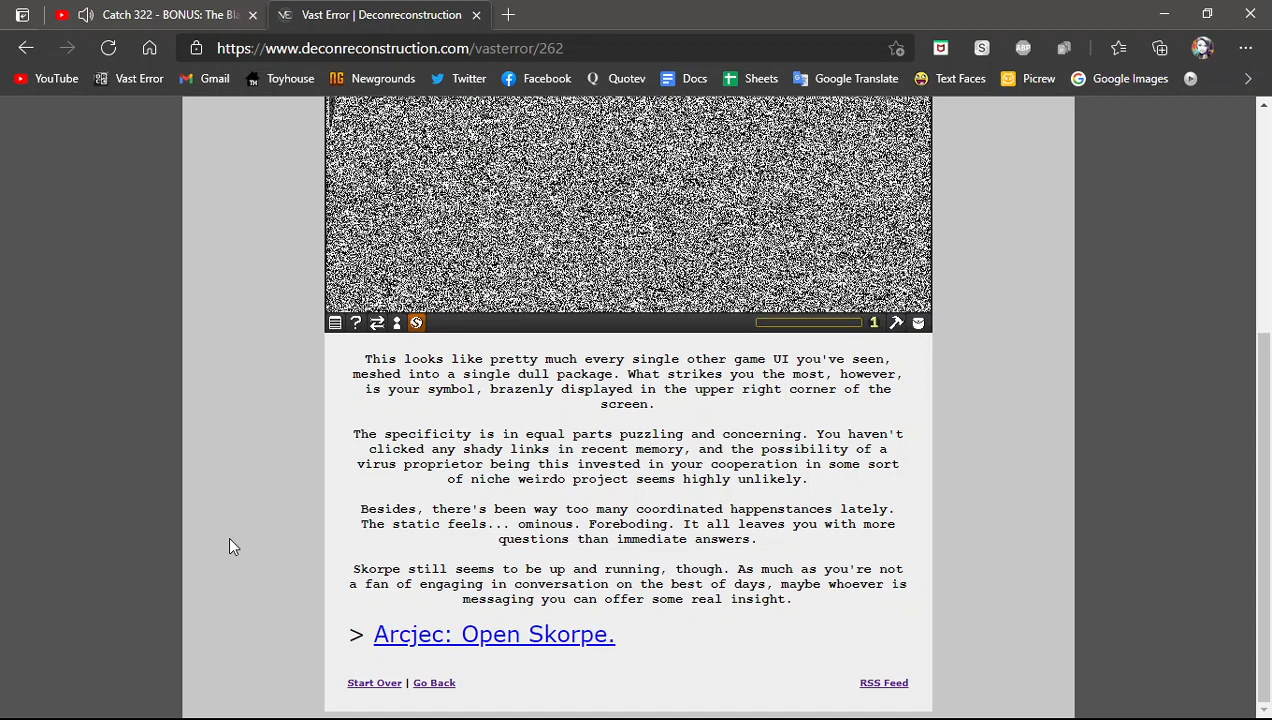 Catch 322 - BONUS: The Bla
Vast Error | Deconreconstruction
https://www.deconreconstruction.com/vasterror/262
YouTube
Vast Error
Gmail
Toyhouse
Newgrounds
Twitter
Facebook
Quotev
Docs
Sheets
Google Translate
Text Faces
Picrew
Google Images
1
This looks like pretty much every single other game UI you've seen,
meshed into a single dull package. What strikes you the most, however,
is your symbol, brazenly displayed in the upper right corner of the
screen.
The specificity is in equal parts puzzling and concerning. You haven't
clicked any shady links in recent memory, and the possibility of a
virus proprietor being this invested in your cooperation in some sort
of niche weirdo project seems highly unlikely.
Besides, there's been way too many coordinated happenstances lately.
The static feels... ominous. Foreboding. It all leaves you with more
questions than immediate answers.
Skorpe still seems to be up and running, though. As much as you're not
a fan of engaging in conversation on the best of days, maybe whoever is
messaging you can offer some real insight.
> Arcjec: Open Skorpe.
Start Over | Go Back
RSS Feed